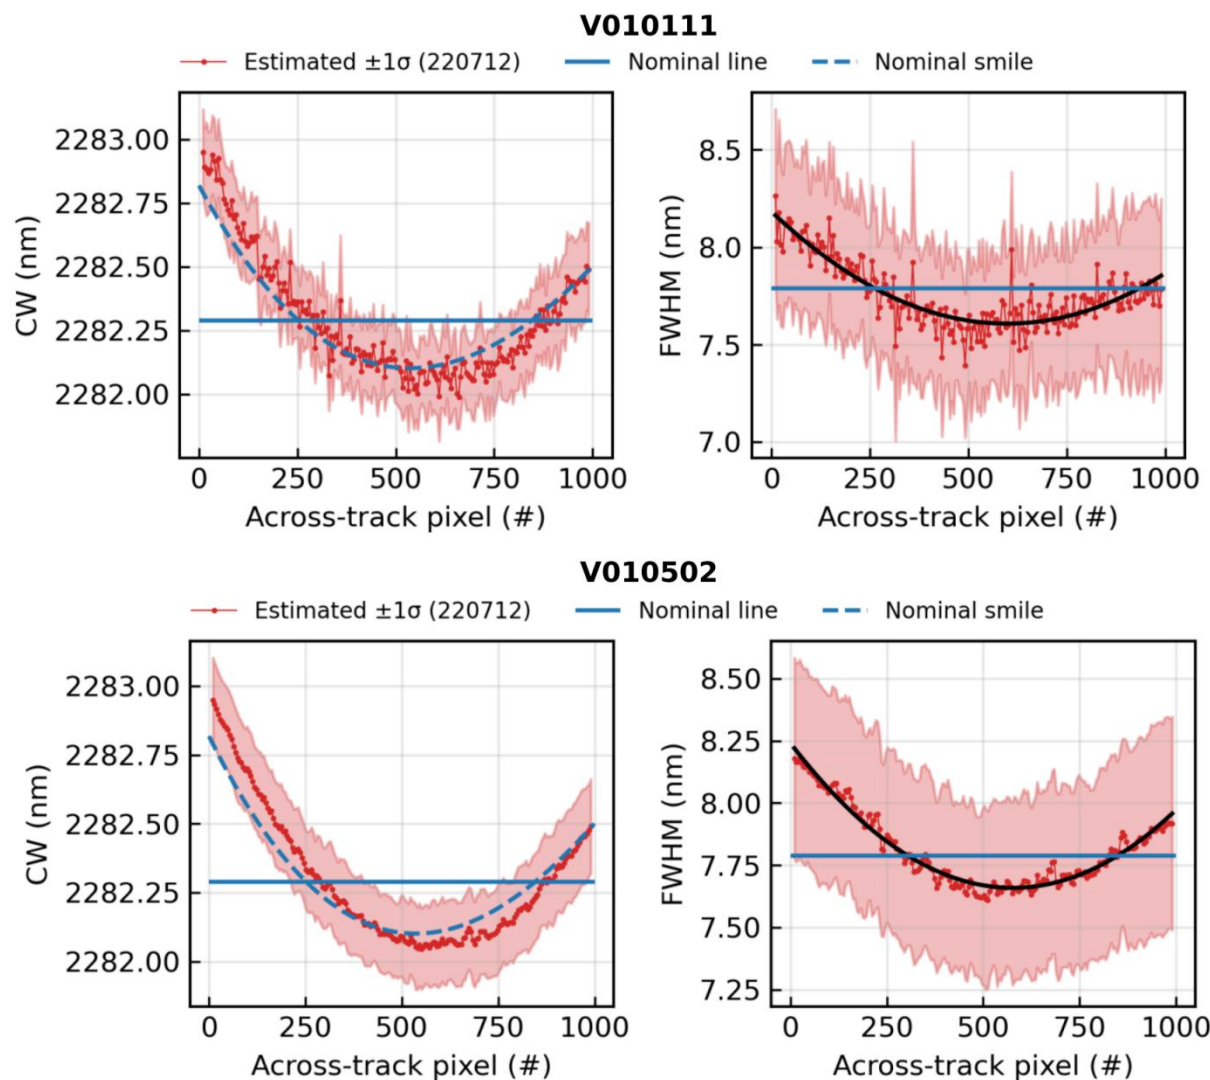 V010111
Estimated ±1σ (220712) Nominal line Nominal smile
CW (nm)
2283.00
2282.75
2282.50
2282.25
2282.00
0 250 500 750 1000
Across-track pixel (#)
FWHM (nm)
8.5
8.0
7.5
7.0
0 250 500 750 1000
Across-track pixel (#)
V010502
Estimated ±1σ (220712) Nominal line Nominal smile
CW (nm)
2283.00
2282.75
2282.50
2282.25
2282.00
0 250 500 750 1000
Across-track pixel (#)
FWHM (nm)
8.50
8.25
8.00
7.75
7.50
7.25
0 250 500 750 1000
Across-track pixel (#)